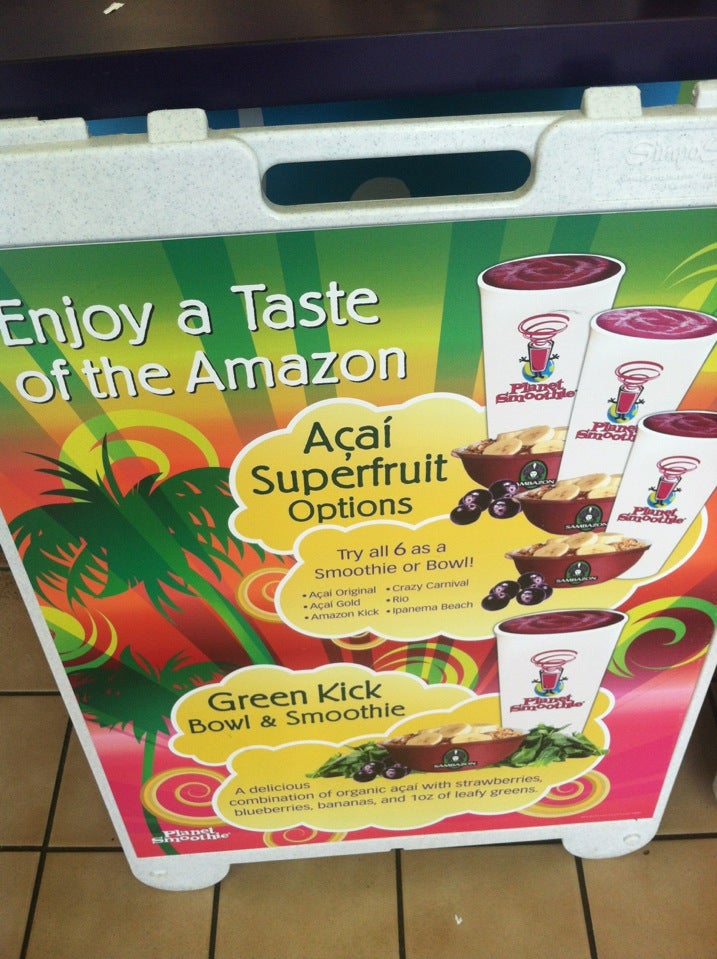 Enjoy a Taste
of the Amazon
Açaí
Superfruit
Options
Try all 6 as a
Smoothie or Bowl!
• Açaí Original • Crazy Carnival
• Açaí Gold • Rio
• Amazon Kick • Ipanema Beach
Planet
Smoothie
Planet
Smoothie
Planet
Smoothie
SAMBAZON
SAMBAZON
SAMBAZON
Green Kick
Bowl & Smoothie
Planet
Smoothie
SAMBAZON
A delicious
combination of organic açaí with strawberries,
blueberries, bananas, and 1oz of leafy greens.
Planet
Smoothie